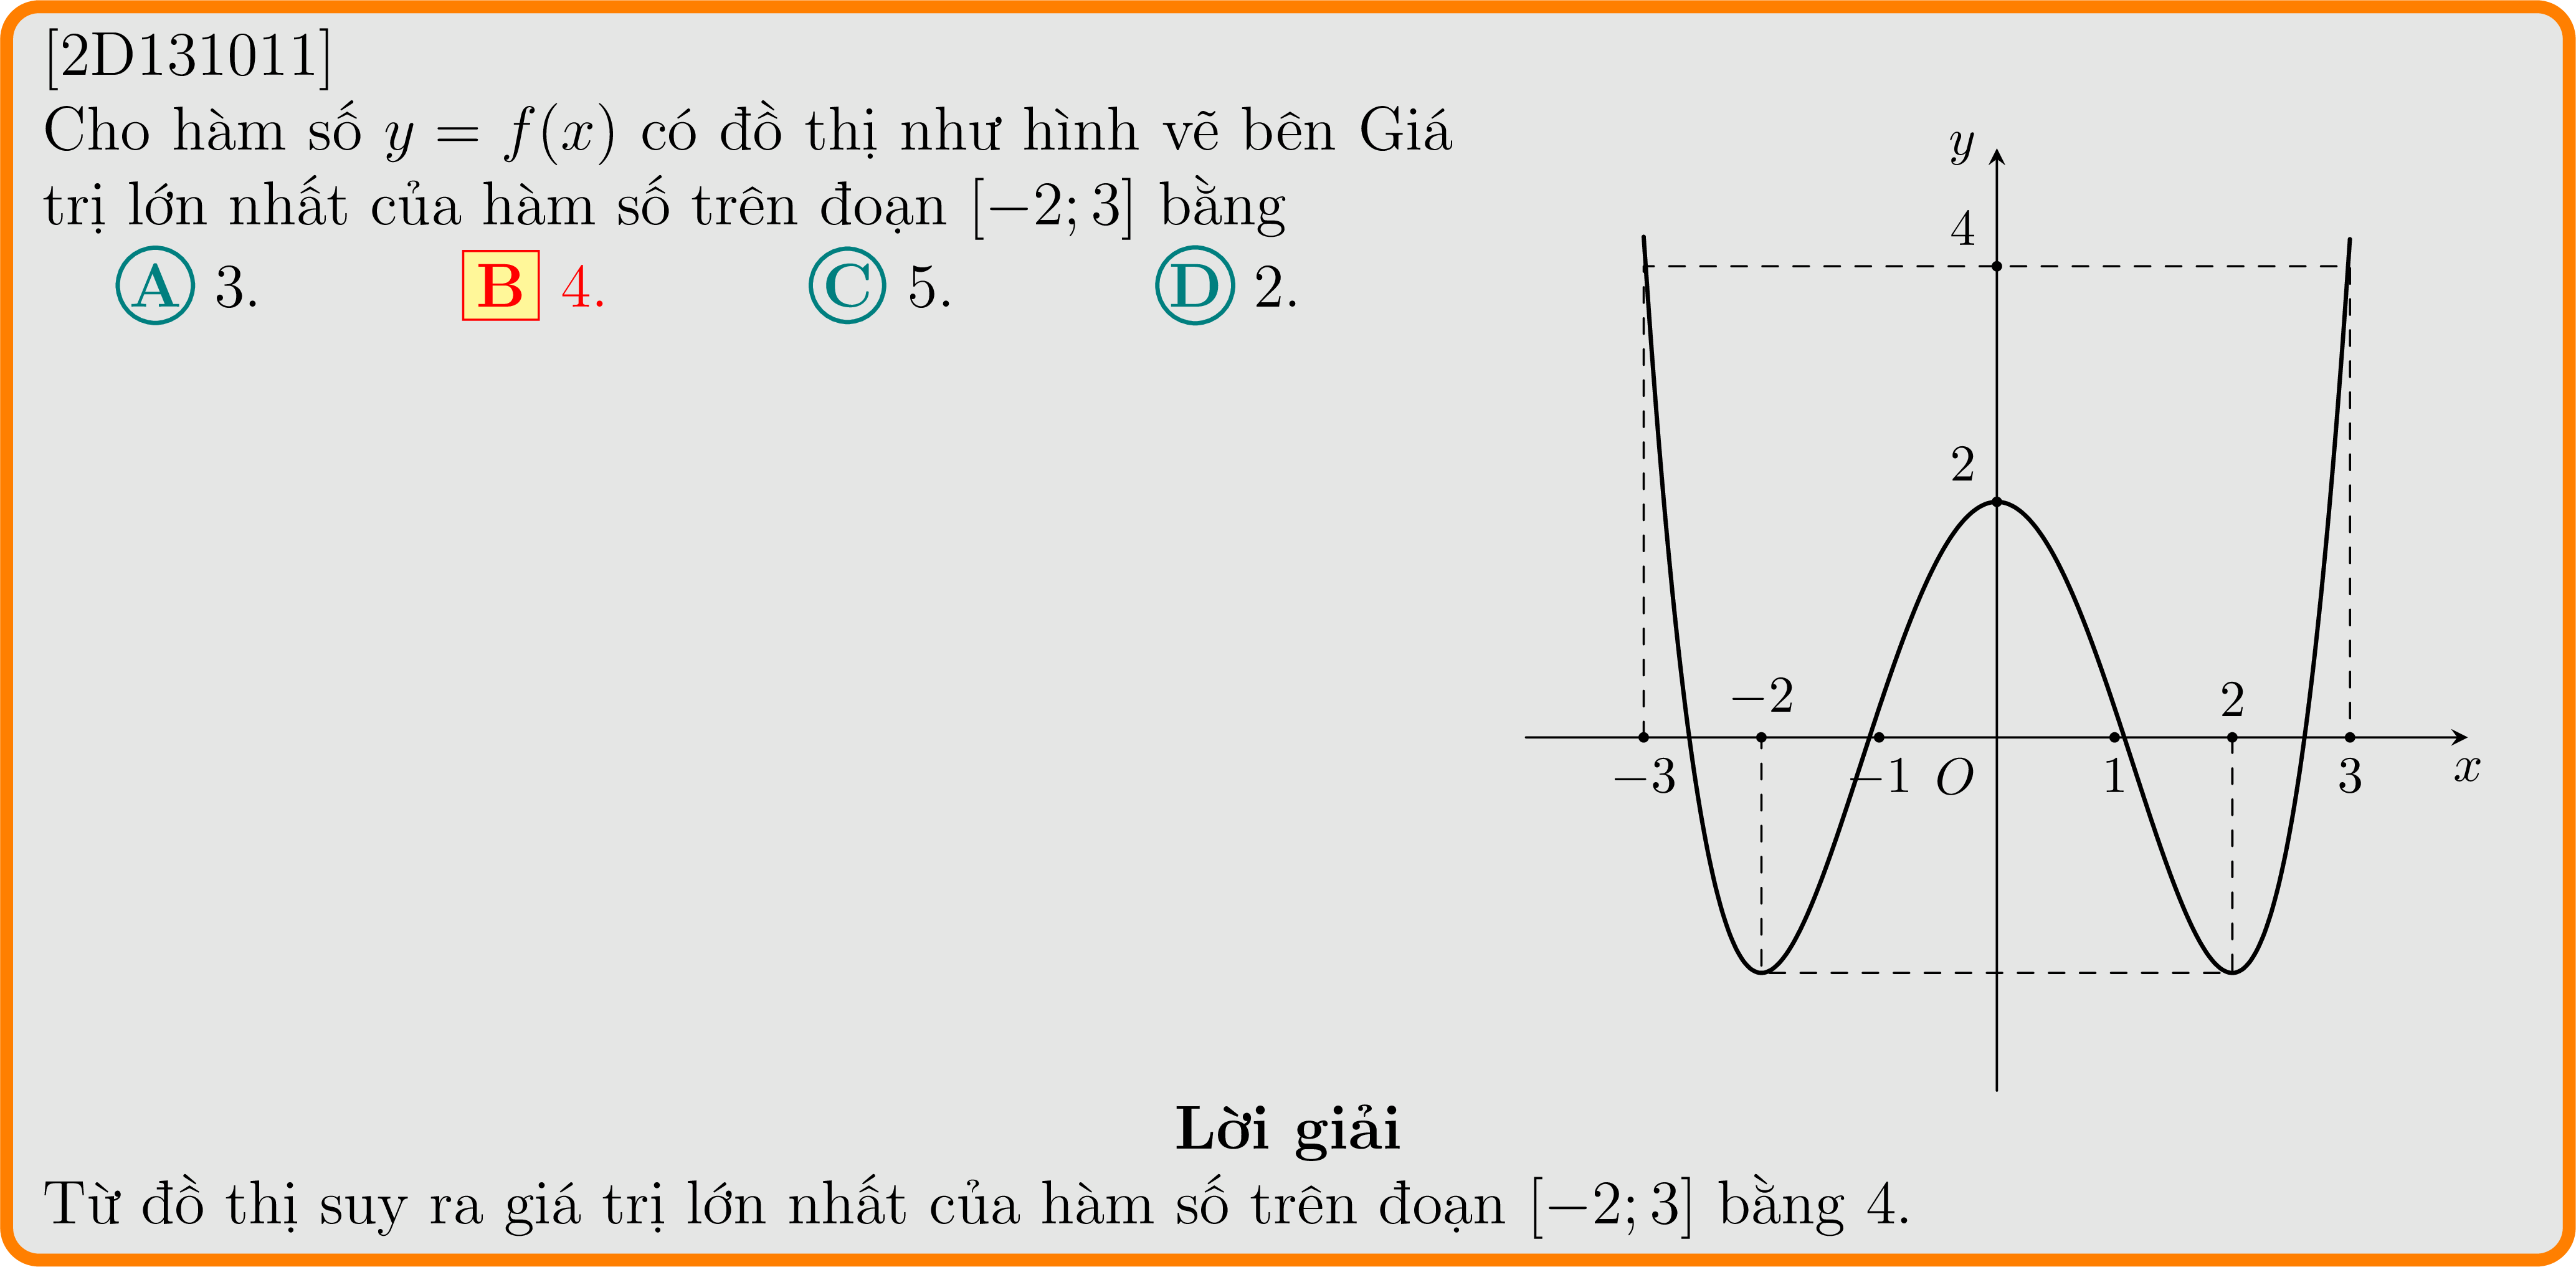 [2D131011]
Cho hàm số y = f(x) có đồ thị như hình vẽ bên Giá
trị lớn nhất của hàm số trên đoạn [−2; 3] bằng
A 3. B 4. C 5. D 2.
y
4
2
−2 2
−3 −1 O 1 3 x
Lời giải
Từ đồ thị suy ra giá trị lớn nhất của hàm số trên đoạn [−2; 3] bằng 4.